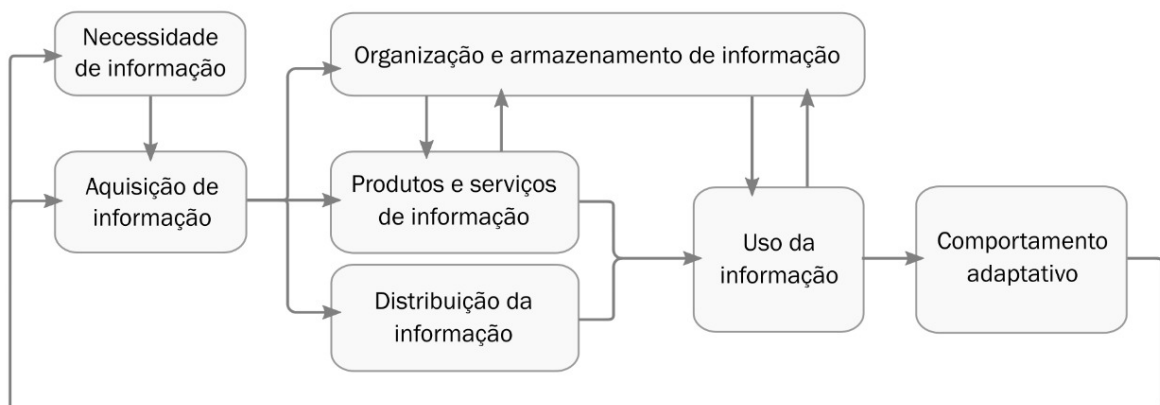 Necessidade
de informação
Organização e armazenamento de informação
Aquisição de
informação
Produtos e serviços
de informação
Distribuição da
informação
Uso da
informação
Comportamento
adaptativo